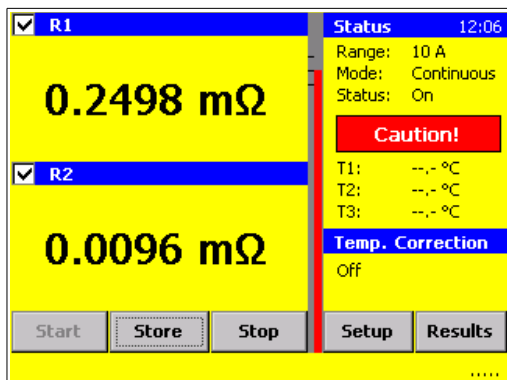 R1
0.2498 mΩ
R2
0.0096 mΩ
Start Store Stop
Status 12:06
Range: 10 A
Mode: Continuous
Status: On
Caution!
T1: --.- °C
T2: --.- °C
T3: --.- °C
Temp. Correction
Off
Setup Results
.....